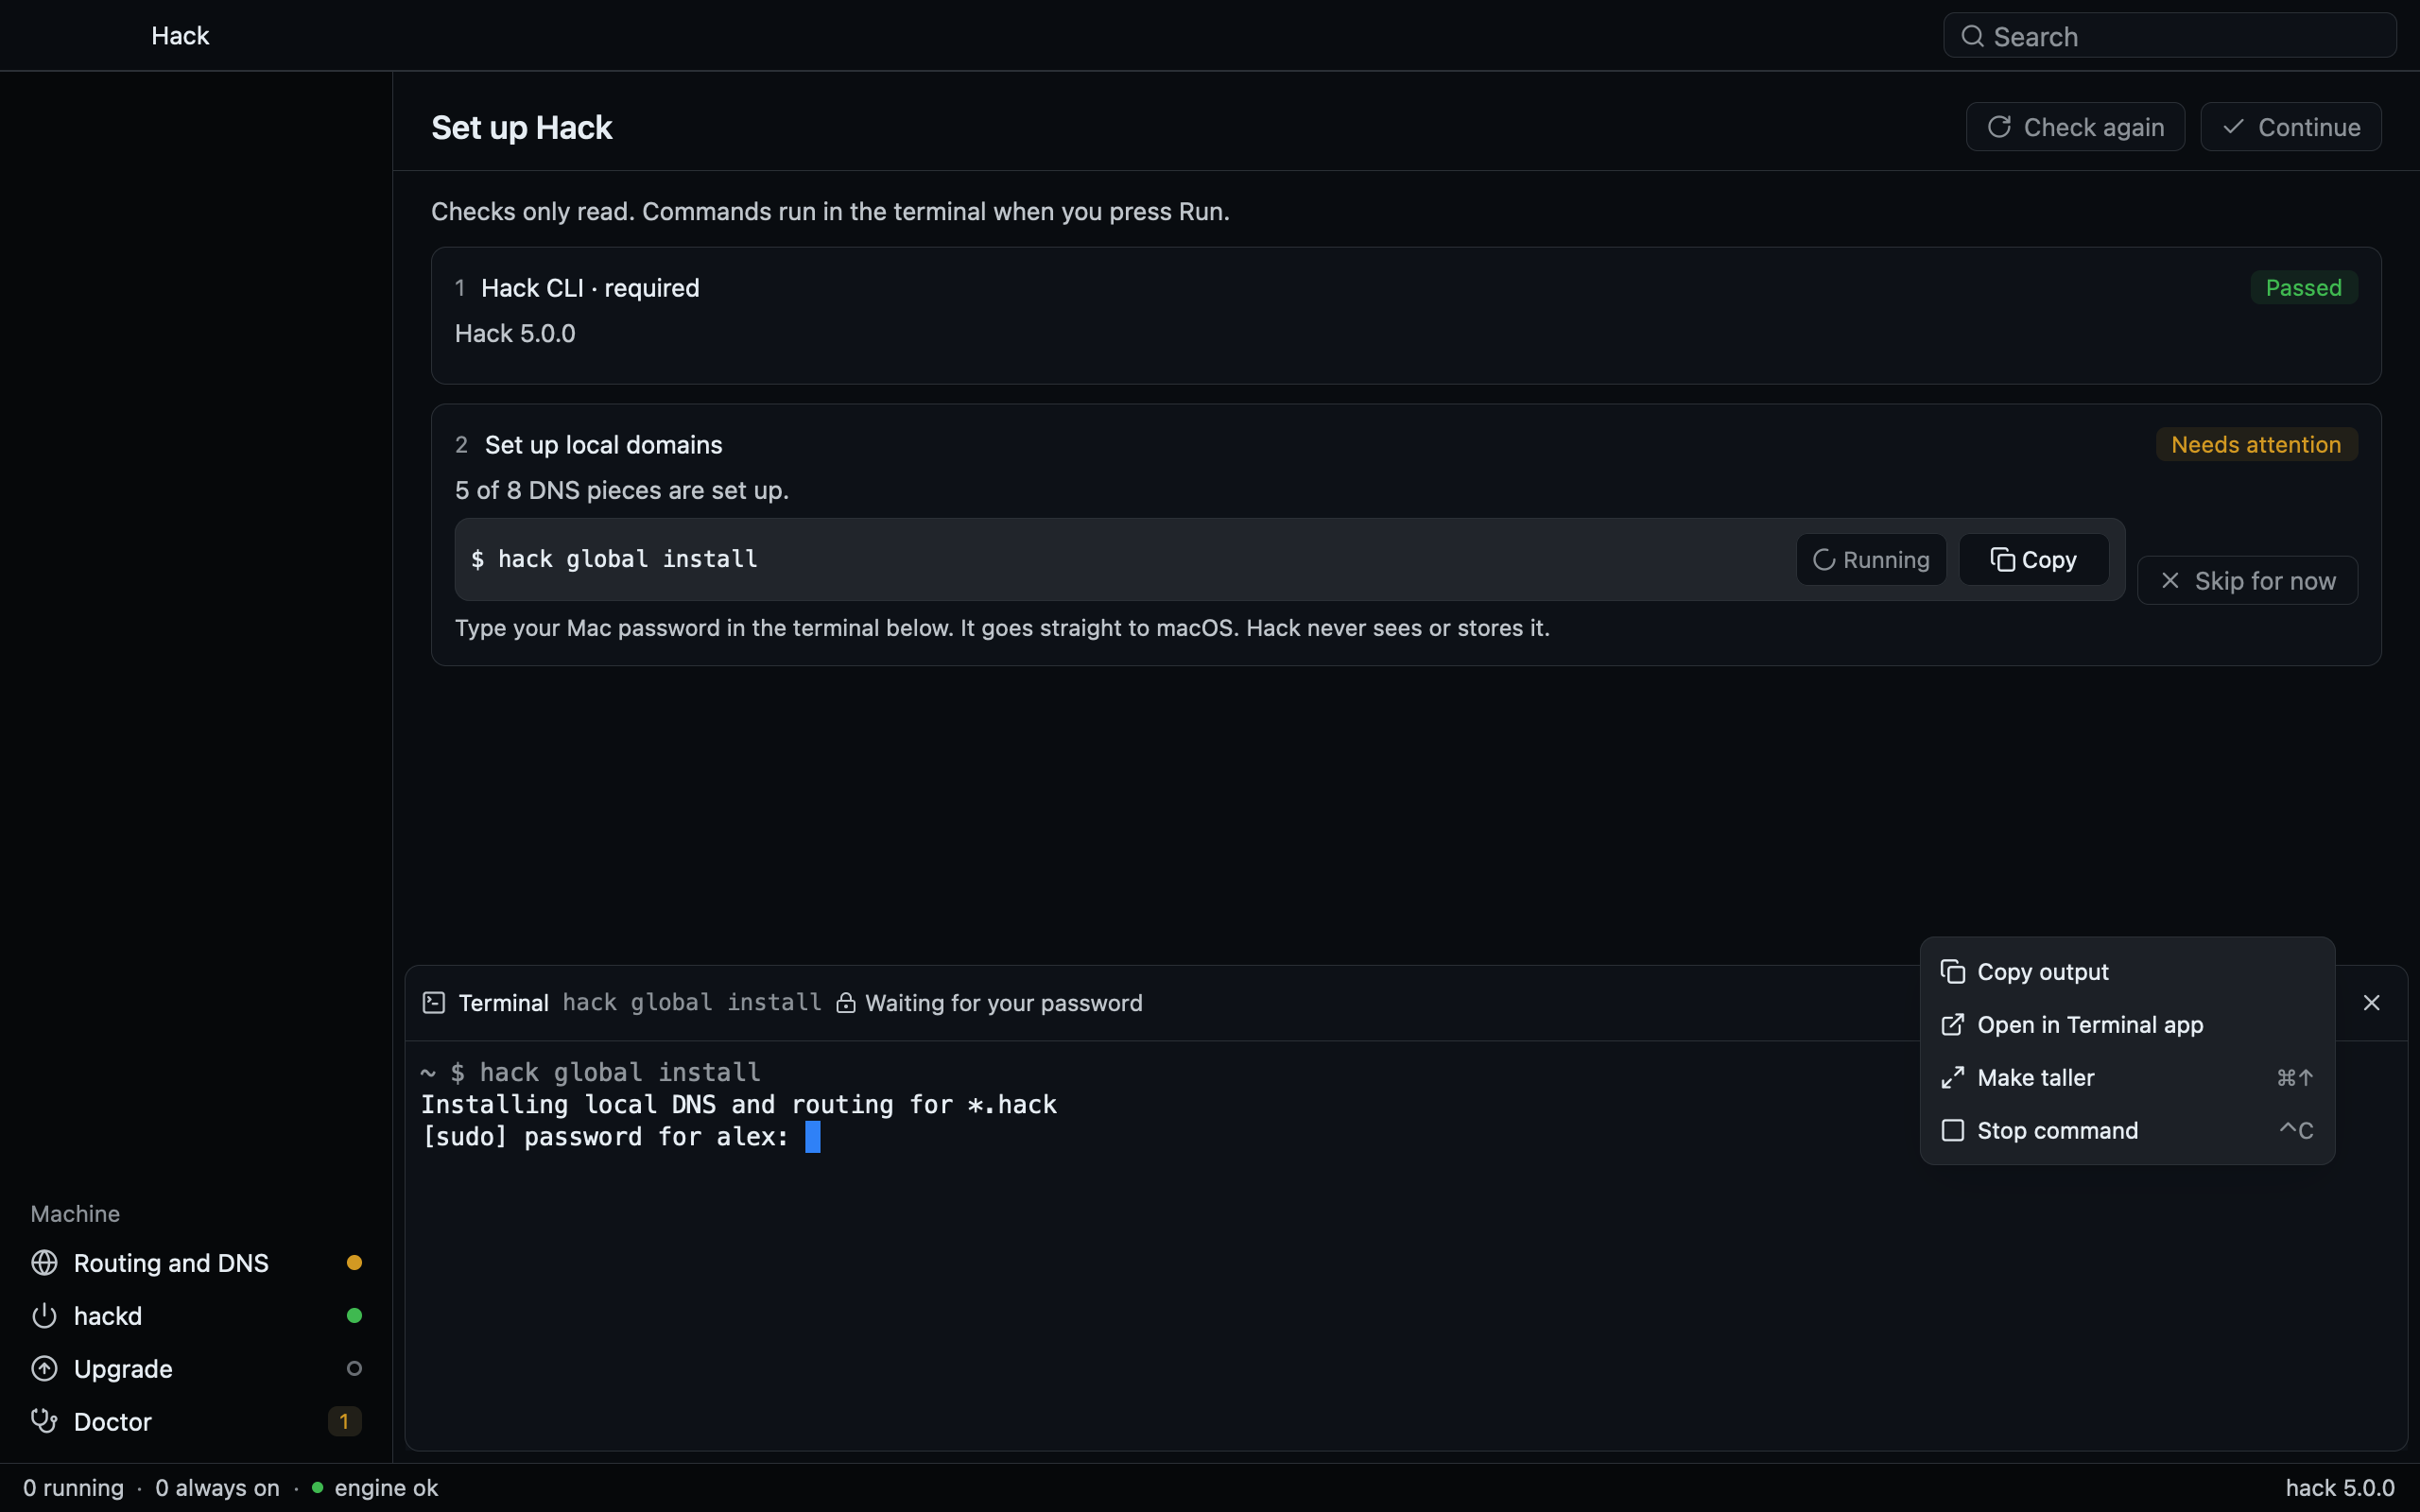 Hack
Search
Set up Hack
Check again
Continue
Checks only read. Commands run in the terminal when you press Run.
1 Hack CLI · required
Passed
Hack 5.0.0
2 Set up local domains
Needs attention
5 of 8 DNS pieces are set up.
$ hack global install
Running
Copy
Skip for now
Type your Mac password in the terminal below. It goes straight to macOS. Hack never sees or stores it.
Terminal hack global install Waiting for your password
~ $ hack global install
Installing local DNS and routing for *.hack
[sudo] password for alex:
Copy output
Open in Terminal app
Make taller ⌘↑
Stop command ^C
Machine
Routing and DNS
hackd
Upgrade
Doctor 1
0 running · 0 always on · engine ok
hack 5.0.0